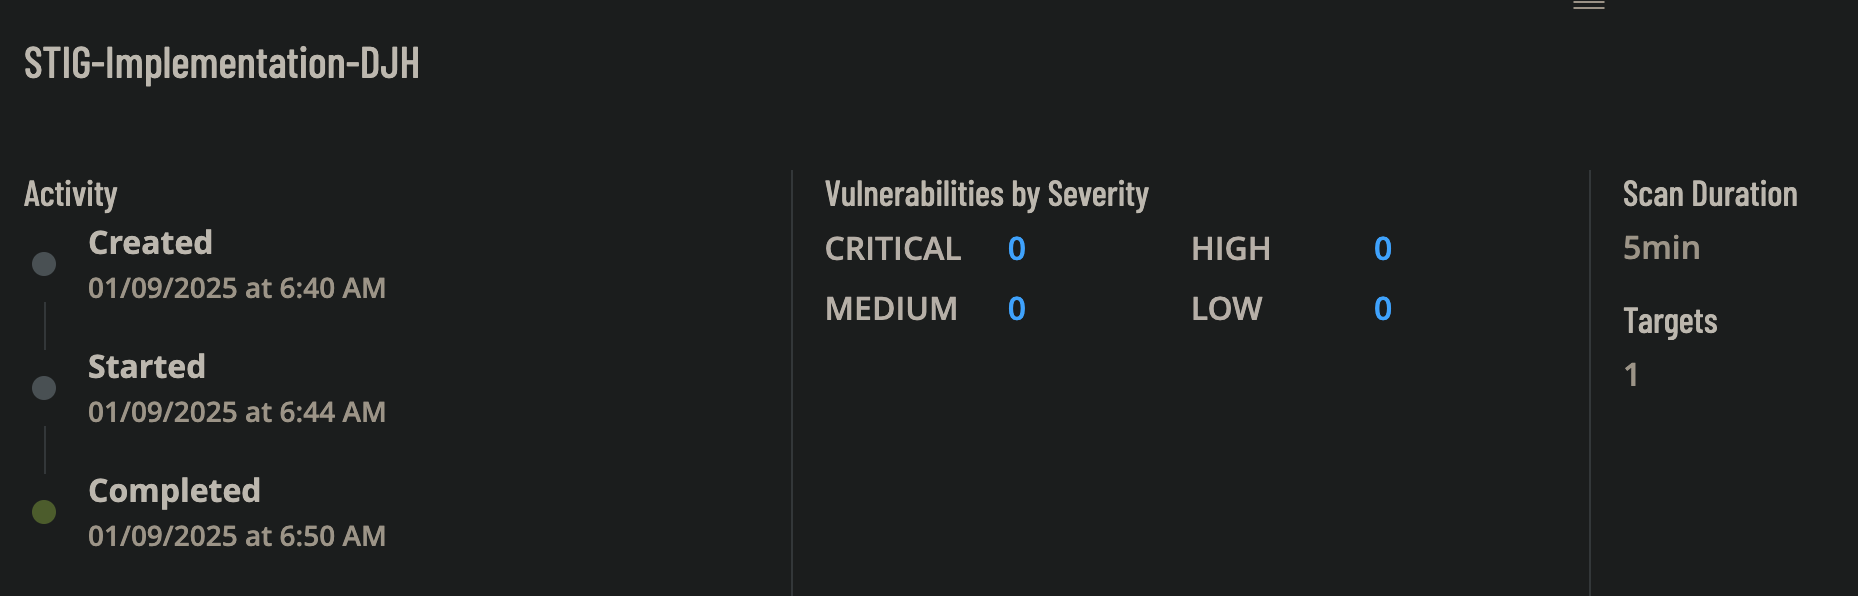 STIG-Implementation-DJH
Activity
Created
01/09/2025 at 6:40 AM
Started
01/09/2025 at 6:44 AM
Completed
01/09/2025 at 6:50 AM
Vulnerabilities by Severity
CRITICAL 0 HIGH 0
MEDIUM 0 LOW 0
Scan Duration
5min
Targets
1